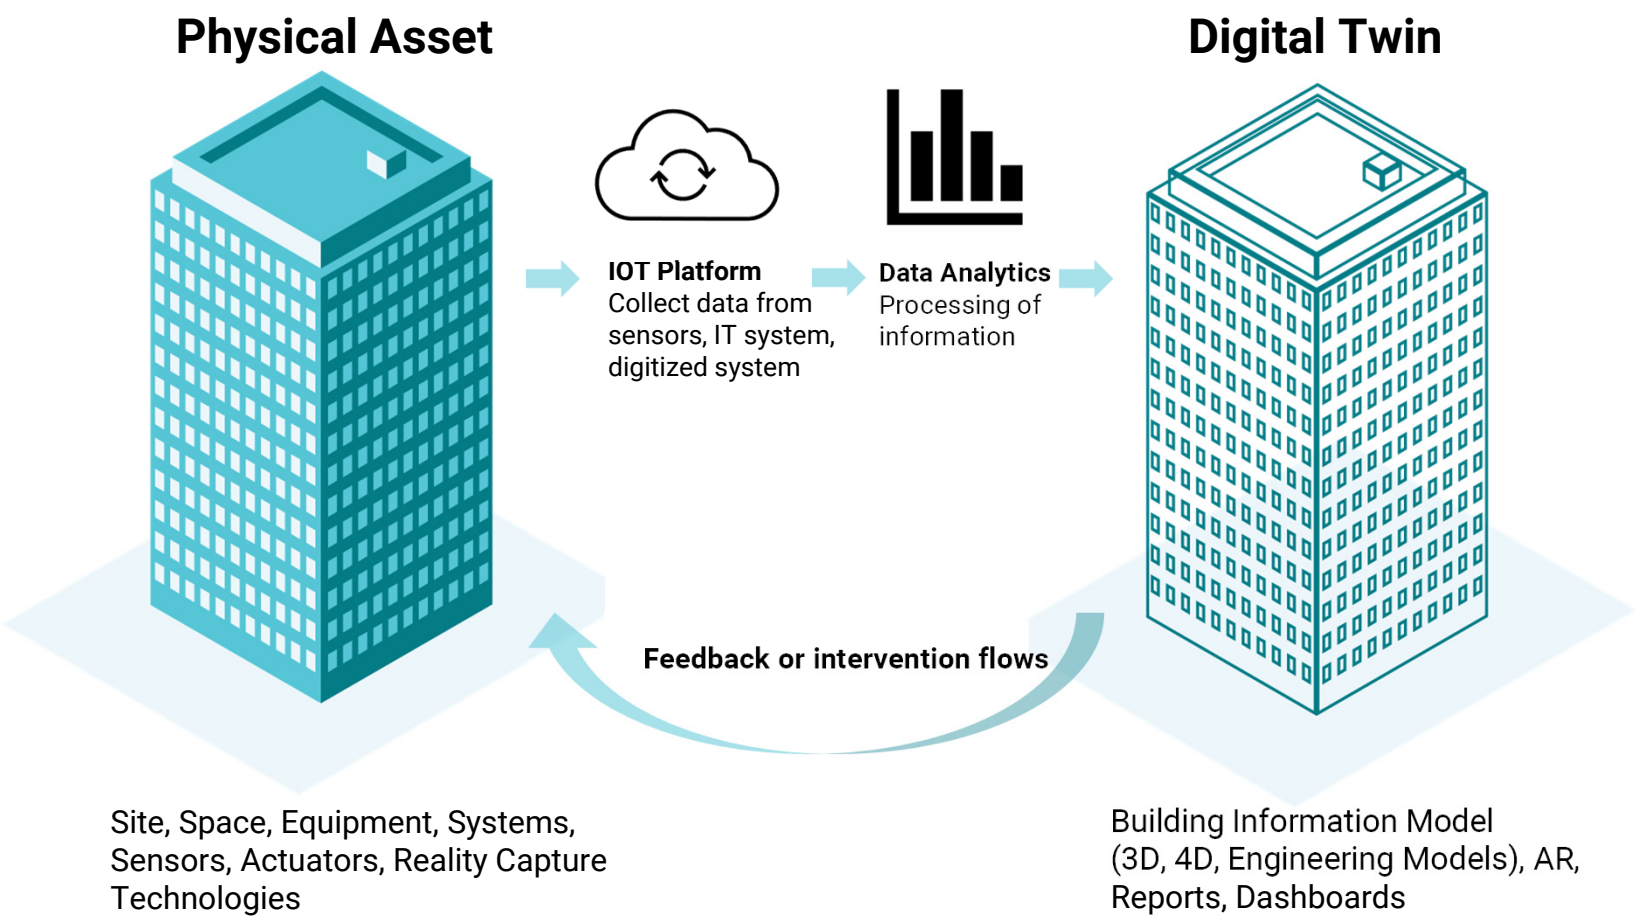 Physical Asset
Digital Twin
IOT Platform
Collect data from
sensors, IT system,
digitized system
Data Analytics
Processing of
information
Feedback or intervention flows
Site, Space, Equipment, Systems,
Sensors, Actuators, Reality Capture
Technologies
Building Information Model
(3D, 4D, Engineering Models), AR,
Reports, Dashboards